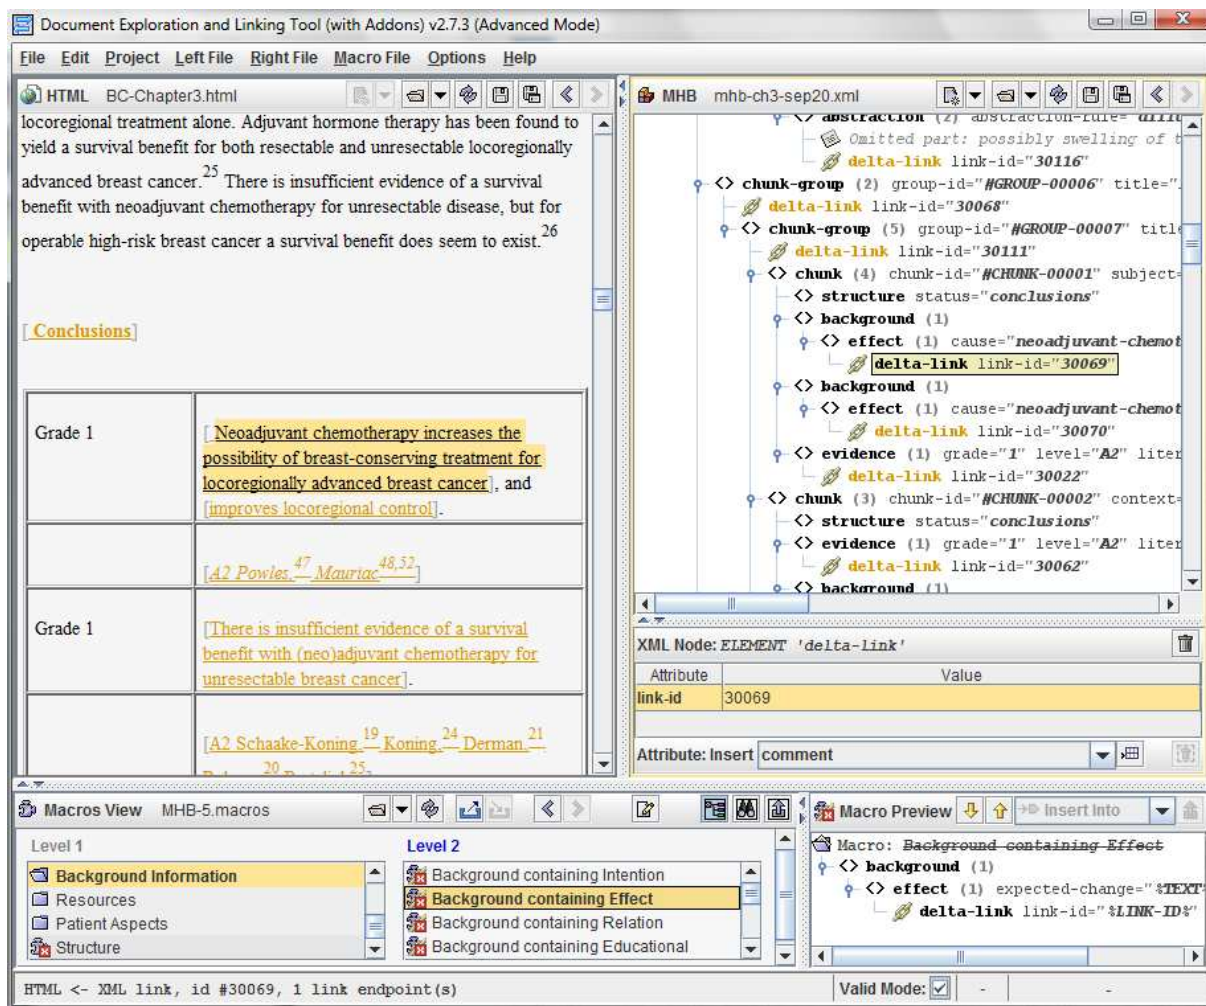 Document Exploration and Linking Tool (with Addons) v2.7.3 (Advanced Mode)
File Edit Project Left File Right File Macro File Options Help
HTML BC-Chapter3.html
locoregional treatment alone. Adjuvant hormone therapy has been found to
yield a survival benefit for both resectable and unresectable locoregionally
advanced breast cancer.25 There is insufficient evidence of a survival
benefit with neoadjuvant chemotherapy for unresectable disease, but for
operable high-risk breast cancer a survival benefit does seem to exist.26
[ Conclusions]
Grade 1
[ Neoadjuvant chemotherapy increases the
possibility of breast-conserving treatment for
locoregionally advanced breast cancer], and
[improves locoregional control].
[A2 Powles,47 Mauriac48,52]
Grade 1
[There is insufficient evidence of a survival
benefit with (neo)adjuvant chemotherapy for
unresectable breast cancer].
[A2 Schaake-Koning,19 Koning,24 Derman,21
20 25
MHB mhb-ch3-sep20.xml
<> abstraction (2) abstraction-rule=
Omitted part: possibly swelling of t
delta-link link-id="30116"
<> chunk-group (2) group-id="#GROUP-00006" title="
delta-link link-id="30068"
<> chunk-group (5) group-id="#GROUP-00007" titl
delta-link link-id="30111"
<> chunk (4) chunk-id="#CHUNK-00001" subject=
<> structure status="conclusions"
<> background (1)
<> effect (1) cause="neoadjuvant-chemot
delta-link link-id="30069"
<> background (1)
<> effect (1) cause="neoadjuvant-chemot
delta-link link-id="30070"
<> evidence (1) grade="1" level="A2" liter
delta-link link-id="30022"
<> chunk (3) chunk-id="#CHUNK-00002" context=
<> structure status="conclusions"
<> evidence (1) grade="1" level="A2" liter
delta-link link-id="30062"
<> background (1)
XML Node: ELEMENT 'delta-link'
Attribute Value
link-id 30069
Attribute: Insert comment
Macros View MHB-5.macros
Level 1
Background Information
Resources
Patient Aspects
Structure
Level 2
Background containing Intention
Background containing Effect
Background containing Relation
Background containing Educational
Macro Preview Insert Into
Macro: Background containing Effect
<> background (1)
<> effect (1) expected-change="%TEXT%
delta-link link-id="%LINK-ID%"
HTML <- XML link, id #30069, 1 link endpoint(s)
Valid Mode: - -